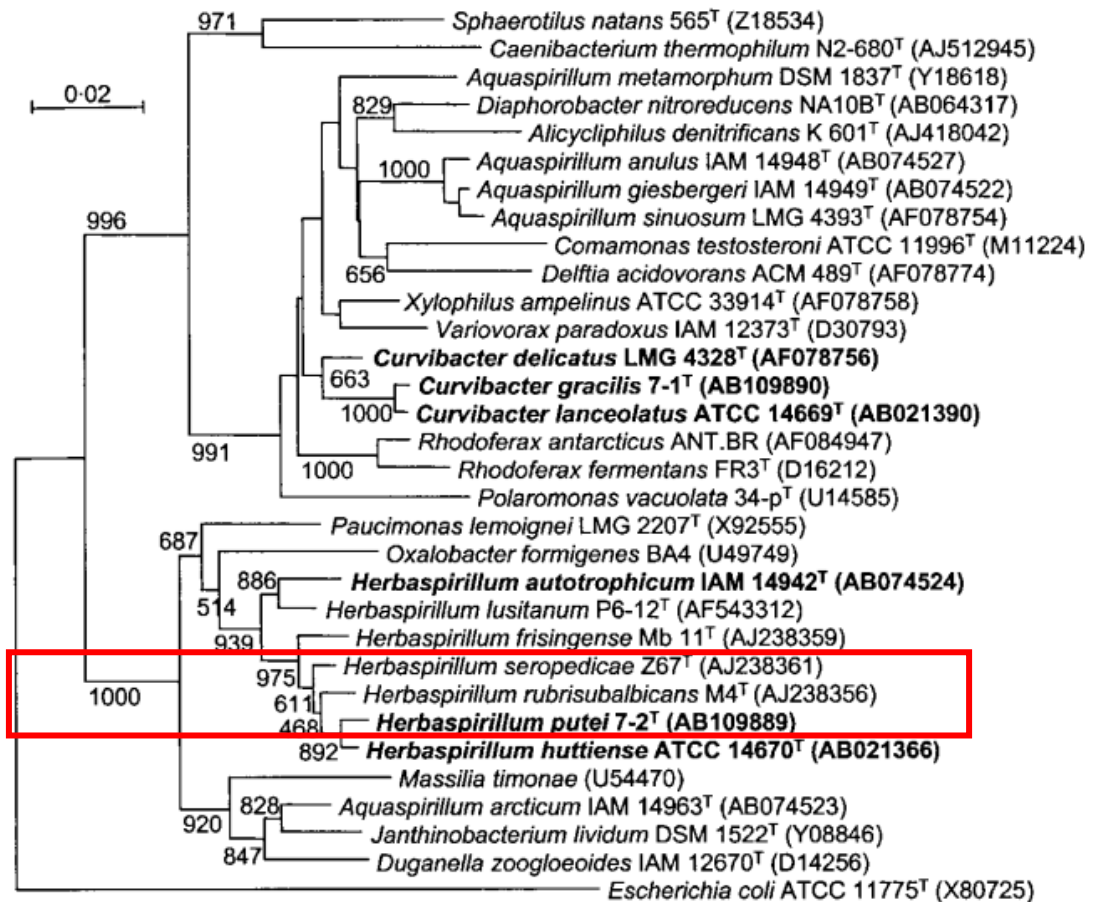 971
Sphaerotilus natans 565ᵀ (Z18534)
Caenibacterium thermophilum N2-680ᵀ (AJ512945)
Aquaspirillum metamorphum DSM 1837ᵀ (Y18618)
0·02
829
Diaphorobacter nitroreducens NA10Bᵀ (AB064317)
Alicycliphilus denitrificans K 601ᵀ (AJ418042)
1000
Aquaspirillum anulus IAM 14948ᵀ (AB074527)
Aquaspirillum giesbergeri IAM 14949ᵀ (AB074522)
Aquaspirillum sinuosum LMG 4393ᵀ (AF078754)
996
Comamonas testosteroni ATCC 11996ᵀ (M11224)
656
Delftia acidovorans ACM 489ᵀ (AF078774)
Xylophilus ampelinus ATCC 33914ᵀ (AF078758)
Variovorax paradoxus IAM 12373ᵀ (D30793)
Curvibacter delicatus LMG 4328ᵀ (AF078756)
663
Curvibacter gracilis 7-1ᵀ (AB109890)
1000
Curvibacter lanceolatus ATCC 14669ᵀ (AB021390)
991
Rhodoferax antarcticus ANT.BR (AF084947)
1000
Rhodoferax fermentans FR3ᵀ (D16212)
Polaromonas vacuolata 34-pᵀ (U14585)
Paucimonas lemoignei LMG 2207ᵀ (X92555)
687
Oxalobacter formigenes BA4 (U49749)
886
Herbaspirillum autotrophicum IAM 14942ᵀ (AB074524)
514
Herbaspirillum lusitanum P6-12ᵀ (AF543312)
939
Herbaspirillum frisingense Mb 11ᵀ (AJ238359)
Herbaspirillum seropedicae Z67ᵀ (AJ238361)
975
1000
Herbaspirillum rubrisubalbicans M4ᵀ (AJ238356)
611
Herbaspirillum putei 7-2ᵀ (AB109889)
468
892
Herbaspirillum huttiense ATCC 14670ᵀ (AB021366)
Massilia timonae (U54470)
828
Aquaspirillum arcticum IAM 14963ᵀ (AB074523)
920
Janthinobacterium lividum DSM 1522ᵀ (Y08846)
847
Duganella zoogloeoides IAM 12670ᵀ (D14256)
Escherichia coli ATCC 11775ᵀ (X80725)